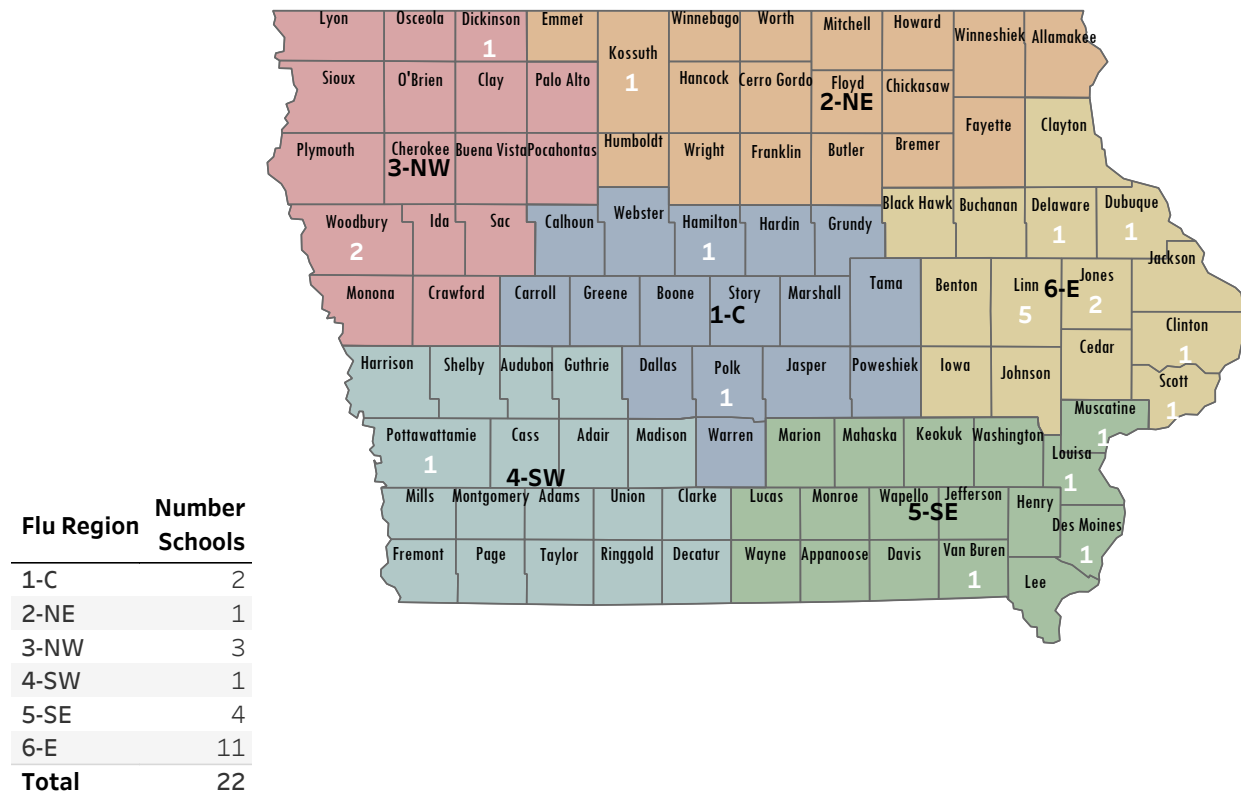 Lyon Osceola Dickinson Emmet Winnebago Worth Mitchell Howard Winneshiek Allamakee
1
Kossuth
1
Sioux O'Brien Clay Palo Alto Hancock Cerro Gordo Floyd Chickasaw
2-NE
Plymouth Cherokee Buena Vista Pocahontas Humboldt Wright Franklin Butler Bremer Fayette Clayton
3-NW
Woodbury Ida Sac Calhoun Webster Hamilton Hardin Grundy Black Hawk Buchanan Delaware Dubuque
2 1 1 1
Jackson
Monona Crawford Carroll Greene Boone Story Marshall Tama Benton Linn Jones
1-C 6-E
5 2
Clinton
1
Harrison Shelby Audubon Guthrie Dallas Polk Jasper Poweshiek Iowa Johnson Cedar Scott
1 1
Muscatine
1
Pottawattamie Cass Adair Madison Warren Marion Mahaska Keokuk Washington Louisa
1 1
4-SW
Mills Montgomery Adams Union Clarke Lucas Monroe Wapello Jefferson Henry Des Moines
5-SE
1
Fremont Page Taylor Ringgold Decatur Wayne Appanoose Davis Van Buren Lee
1
Flu Region Number Schools
1-C 2
2-NE 1
3-NW 3
4-SW 1
5-SE 4
6-E 11
Total 22